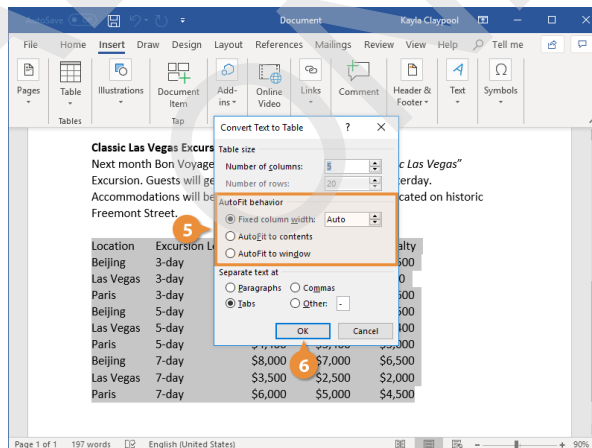 AutoSave
Document
Kayla Claypool
File Home Insert Draw Design Layout References Mailings Review View Help Tell me
Pages Table Illustrations Document Item Add-ins Online Video Links Comment Header & Footer Text Symbols
Tables Tap
Convert Text to Table ? ×
Table size
Number of columns: 5
Number of rows: 20
AutoFit behavior
Fixed column width: Auto
AutoFit to contents
AutoFit to window
Separate text at
Paragraphs Commas
Tabs Other: -
OK Cancel
5
6
Classic Las Vegas Excurs
Next month Bon Voyage Las Vegas”
Excursion. Guests will ge terday.
Accommodations will be cated on historic
Freemont Street.
Location Excursion L alty
Beijing 3-day 500
Las Vegas 3-day 0
Paris 3-day 500
Beijing 5-day 500
Las Vegas 5-day 400
Paris 5-day
Beijing 7-day $8,000 $7,000 $6,500
Las Vegas 7-day $3,500 $2,500 $2,000
Paris 7-day $6,000 $5,000 $4,500
Page 1 of 1 197 words English (United States) 90%